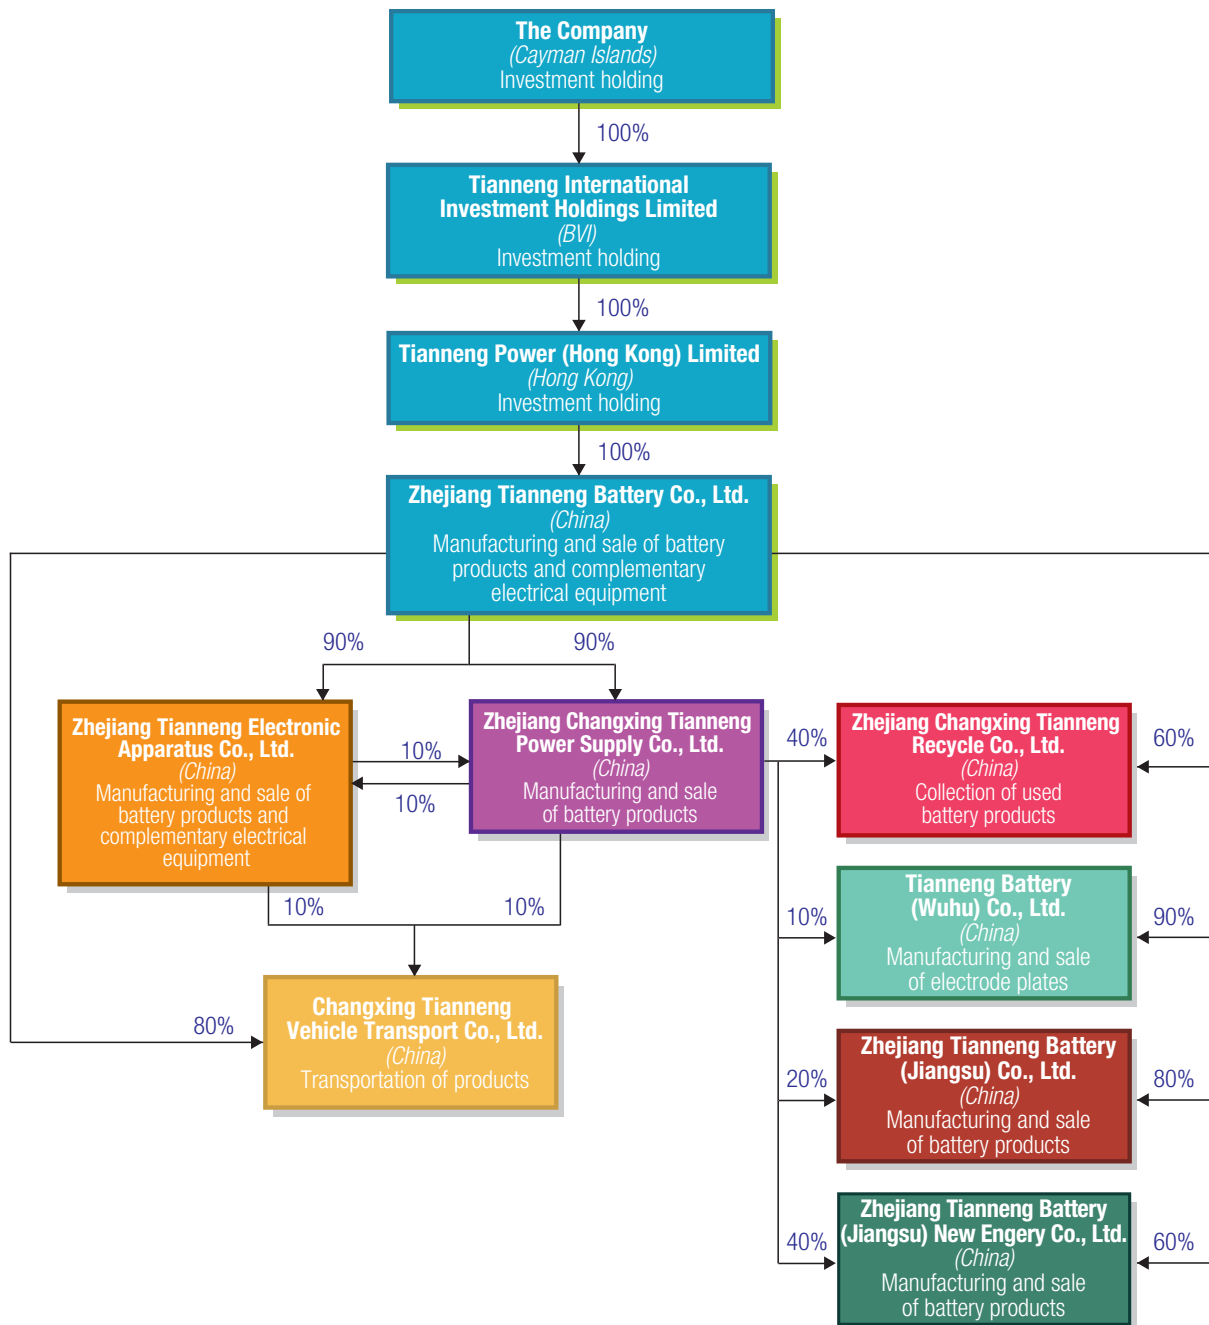 The Company
(Cayman Islands)
Investment holding
100%
Tianneng International
Investment Holdings Limited
(BVI)
Investment holding
100%
Tianneng Power (Hong Kong) Limited
(Hong Kong)
Investment holding
100%
Zhejiang Tianneng Battery Co., Ltd.
(China)
Manufacturing and sale of battery
products and complementary
electrical equipment
90%
90%
Zhejiang Tianneng Electronic
Apparatus Co., Ltd.
(China)
Manufacturing and sale of
battery products and
complementary electrical
equipment
10%
10%
Zhejiang Changxing Tianneng
Power Supply Co., Ltd.
(China)
Manufacturing and sale
of battery products
40%
Zhejiang Changxing Tianneng
Recycle Co., Ltd.
(China)
Collection of used
battery products
60%
10%
10%
10%
Tianneng Battery
(Wuhu) Co., Ltd.
(China)
Manufacturing and sale
of electrode plates
90%
80%
Changxing Tianneng
Vehicle Transport Co., Ltd.
(China)
Transportation of products
20%
Zhejiang Tianneng Battery
(Jiangsu) Co., Ltd.
(China)
Manufacturing and sale
of battery products
80%
40%
Zhejiang Tianneng Battery
(Jiangsu) New Engery Co., Ltd.
(China)
Manufacturing and sale
of battery products
60%